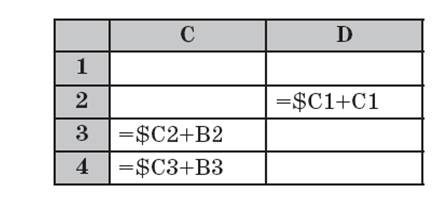 C D
1
2 =$C1+C1
3 =$C2+B2
4 =$C3+B3